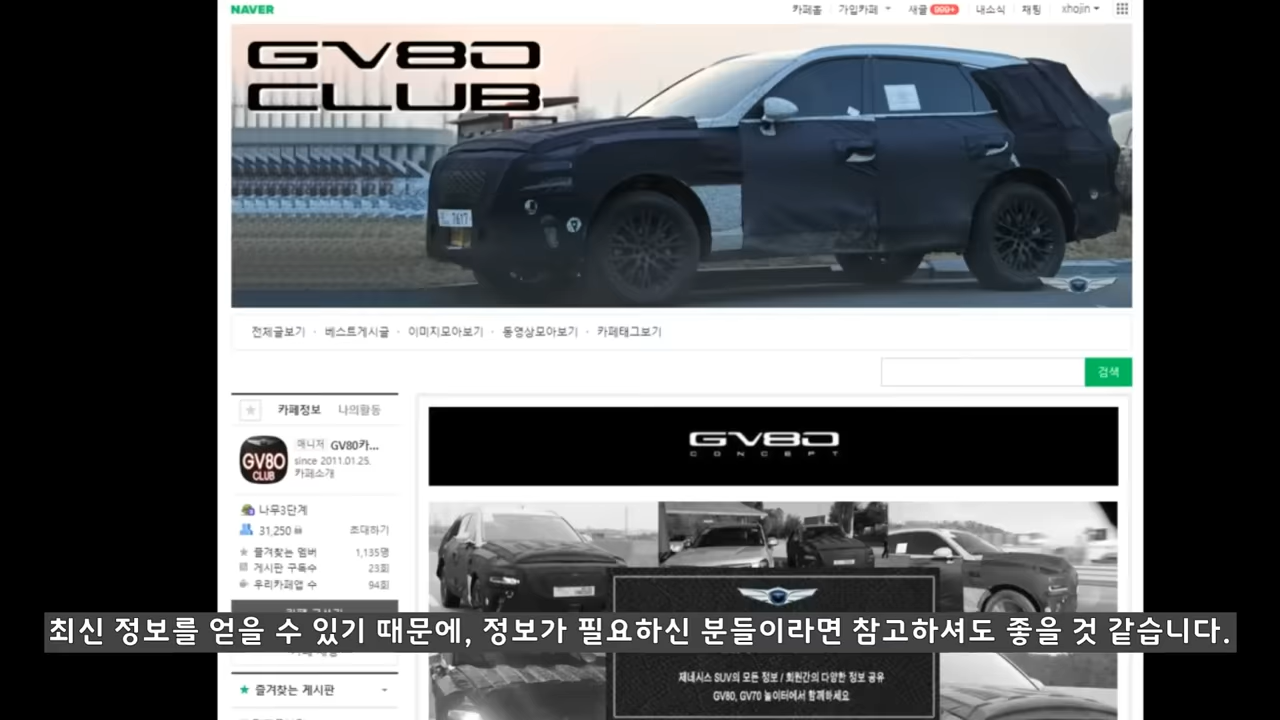 NAVER
카페홈 가입카페 새글 999+ 내소식 채팅 xhojin
GV80
CLUB
7617
전체글보기 · 베스트게시글 · 이미지모아보기 · 동영상모아보기 · 카페태그보기
검색
카페정보 나의활동
매니저 GV80카...
since 2011.01.25.
카페소개
GV80
CLUB
나무3단계
31,250
초대하기
즐겨찾는 멤버 1,135명
게시판 구독수 23회
우리카페앱 수 94회
GV80
CONCEPT
최신 정보를 얻을 수 있기 때문에, 정보가 필요하신 분들이라면 참고하셔도 좋을 것 같습니다.
즐겨찾는 게시판
제네시스 SUV의 모든 정보 / 회원간의 다양한 정보 공유
GV80, GV70 놀이터에서 함께하세요